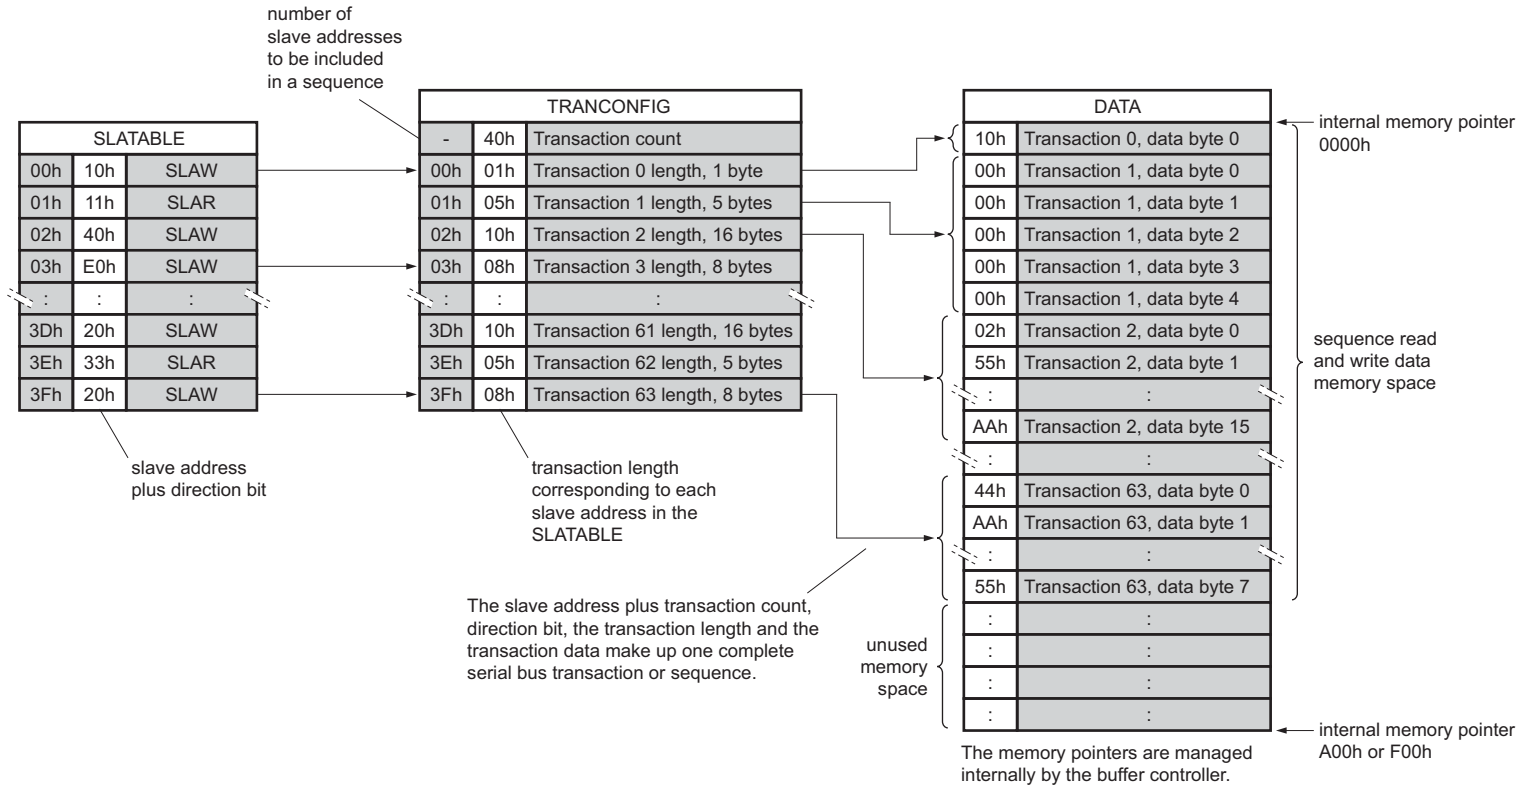 number of
slave addresses
to be included
in a sequence
SLATABLE
00h 10h SLAW
01h 11h SLAR
02h 40h SLAW
03h E0h SLAW
: : :
3Dh 20h SLAW
3Eh 33h SLAR
3Fh 20h SLAW
slave address
plus direction bit
TRANCONFIG
- 40h Transaction count
00h 01h Transaction 0 length, 1 byte
01h 05h Transaction 1 length, 5 bytes
02h 10h Transaction 2 length, 16 bytes
03h 08h Transaction 3 length, 8 bytes
: : :
3Dh 10h Transaction 61 length, 16 bytes
3Eh 05h Transaction 62 length, 5 bytes
3Fh 08h Transaction 63 length, 8 bytes
transaction length
corresponding to each
slave address in the
SLATABLE
The slave address plus transaction count,
direction bit, the transaction length and the
transaction data make up one complete
serial bus transaction or sequence.
DATA
10h Transaction 0, data byte 0
00h Transaction 1, data byte 0
00h Transaction 1, data byte 1
00h Transaction 1, data byte 2
00h Transaction 1, data byte 3
00h Transaction 1, data byte 4
02h Transaction 2, data byte 0
55h Transaction 2, data byte 1
: :
AAh Transaction 2, data byte 15
: :
44h Transaction 63, data byte 0
AAh Transaction 63, data byte 1
: :
55h Transaction 63, data byte 7
: :
: :
: :
: :
unused
memory
space
The memory pointers are managed
internally by the buffer controller.
internal memory pointer
0000h
sequence read
and write data
memory space
internal memory pointer
A00h or F00h